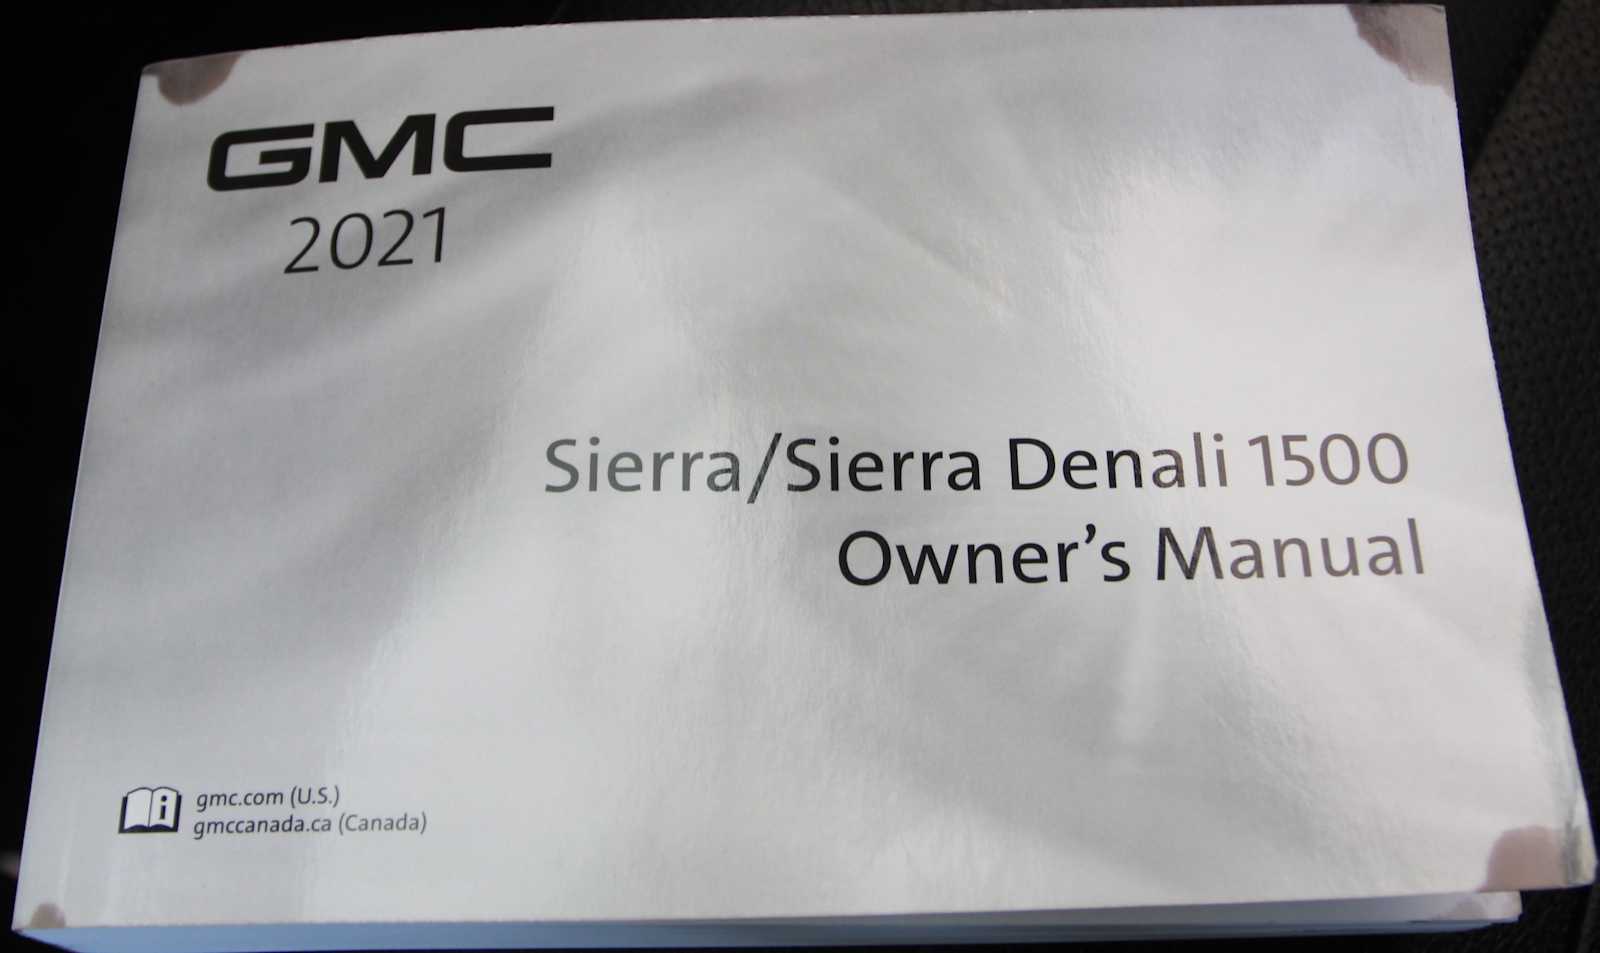 GMC
2021
Sierra/Sierra Denali 1500
Owner’s Manual
gmc.com (U.S.)
gmccanada.ca (Canada)